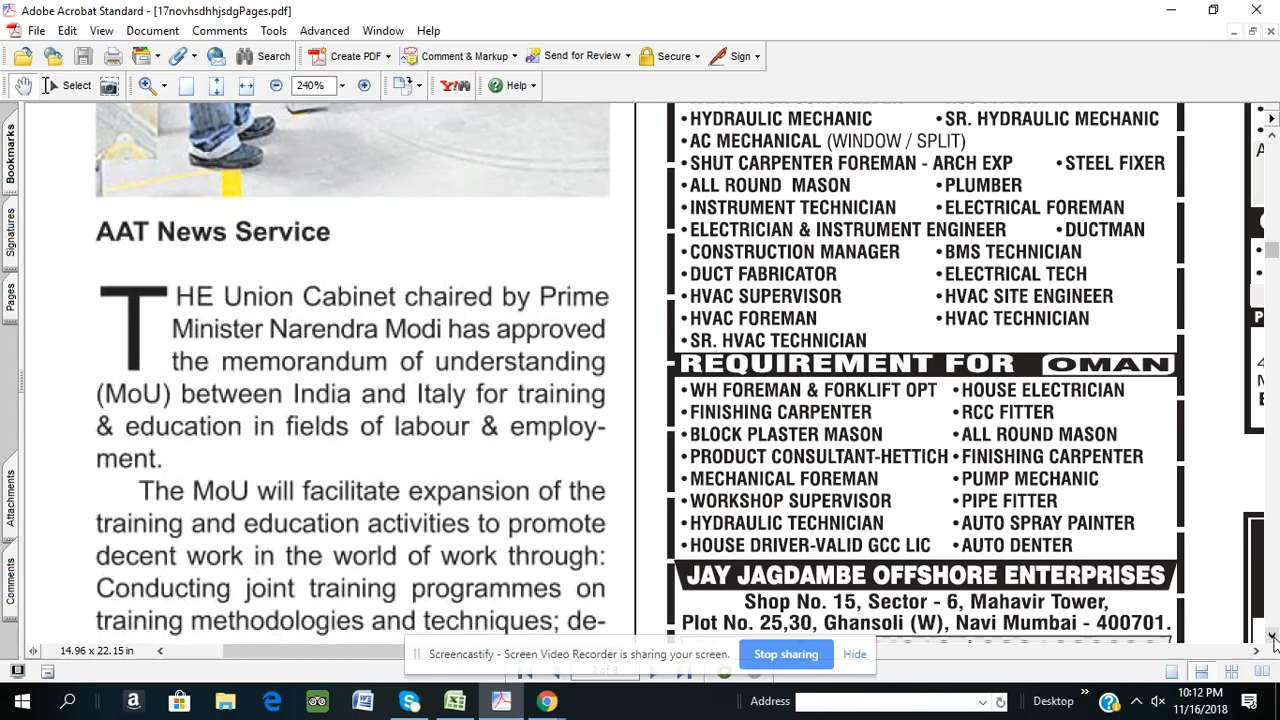 Adobe Acrobat Standard - [17novhsdhhjsdgPages.pdf]
File Edit View Document Comments Tools Advanced Window Help
Search Create PDF Comment & Markup Send for Review Secure Sign
Select 240% Y! Help
Bookmarks
Signatures
Pages
Attachments
Comments
AAT News Service
THE Union Cabinet chaired by Prime
Minister Narendra Modi has approved
the memorandum of understanding
(MoU) between India and Italy for training
& education in fields of labour & employ-
ment.
The MoU will facilitate expansion of the
training and education activities to promote
decent work in the world of work through:
Conducting joint training programmes on
training methodologies and techniques; de-
•HYDRAULIC MECHANIC •SR. HYDRAULIC MECHANIC
•AC MECHANICAL (WINDOW / SPLIT)
•SHUT CARPENTER FOREMAN - ARCH EXP •STEEL FIXER
•ALL ROUND MASON •PLUMBER
•INSTRUMENT TECHNICIAN •ELECTRICAL FOREMAN
•ELECTRICIAN & INSTRUMENT ENGINEER •DUCTMAN
•CONSTRUCTION MANAGER •BMS TECHNICIAN
•DUCT FABRICATOR •ELECTRICAL TECH
•HVAC SUPERVISOR •HVAC SITE ENGINEER
•HVAC FOREMAN •HVAC TECHNICIAN
•SR. HVAC TECHNICIAN
REQUIREMENT FOR OMAN
•WH FOREMAN & FORKLIFT OPT •HOUSE ELECTRICIAN
•FINISHING CARPENTER •RCC FITTER
•BLOCK PLASTER MASON •ALL ROUND MASON
•PRODUCT CONSULTANT-HETTICH •FINISHING CARPENTER
•MECHANICAL FOREMAN •PUMP MECHANIC
•WORKSHOP SUPERVISOR •PIPE FITTER
•HYDRAULIC TECHNICIAN •AUTO SPRAY PAINTER
•HOUSE DRIVER-VALID GCC LIC •AUTO DENTER
JAY JAGDAMBE OFFSHORE ENTERPRISES
Shop No. 15, Sector - 6, Mahavir Tower,
Plot No. 25,30, Ghansoli (W), Navi Mumbai - 400701.
14.96 x 22.15 in
Screencastify - Screen Video Recorder is sharing your screen. Stop sharing Hide
2 of 8
Address Desktop
10:12 PM
11/16/2018